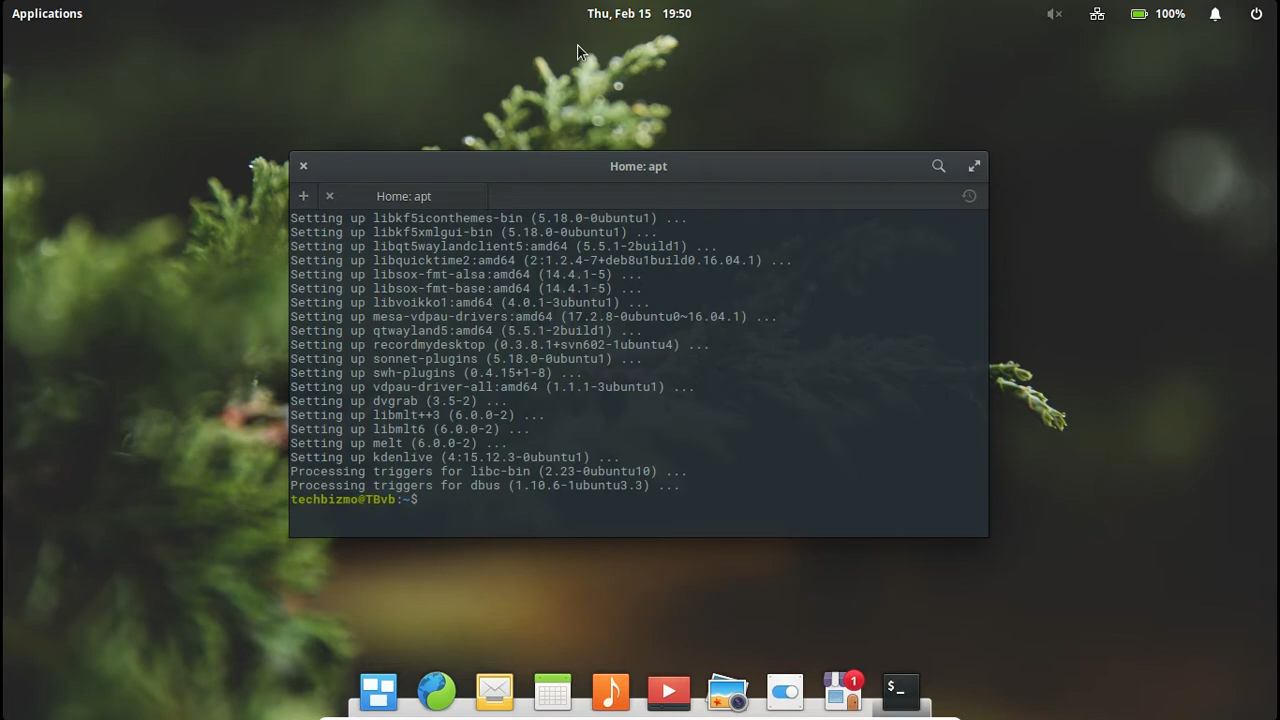 Applications
Thu, Feb 15 19:50
100%
Home: apt
Home: apt
Setting up libkf5iconthemes-bin (5.18.0-0ubuntu1) ...
Setting up libkf5xmlgui-bin (5.18.0-0ubuntu1) ...
Setting up libqt5waylandclient5:amd64 (5.5.1-2build1) ...
Setting up libquicktime2:amd64 (2:1.2.4-7+deb8u1build0.16.04.1) ...
Setting up libsox-fmt-alsa:amd64 (14.4.1-5) ...
Setting up libsox-fmt-base:amd64 (14.4.1-5) ...
Setting up libvoikko1:amd64 (4.0.1-3ubuntu1) ...
Setting up mesa-vdpau-drivers:amd64 (17.2.8-0ubuntu0~16.04.1) ...
Setting up qtwayland5:amd64 (5.5.1-2build1) ...
Setting up recordmydesktop (0.3.8.1+svn602-1ubuntu4) ...
Setting up sonnet-plugins (5.18.0-0ubuntu1) ...
Setting up swh-plugins (0.4.15+1-8) ...
Setting up vdpau-driver-all:amd64 (1.1.1-3ubuntu1) ...
Setting up dvgrab (3.5-2) ...
Setting up libmlt++3 (6.0.0-2) ...
Setting up libmlt6 (6.0.0-2) ...
Setting up melt (6.0.0-2) ...
Setting up kdenlive (4:15.12.3-0ubuntu1) ...
Processing triggers for libc-bin (2.23-0ubuntu10) ...
Processing triggers for dbus (1.10.6-1ubuntu3.3) ...
techbizmo@TBvb:~$
1
$_